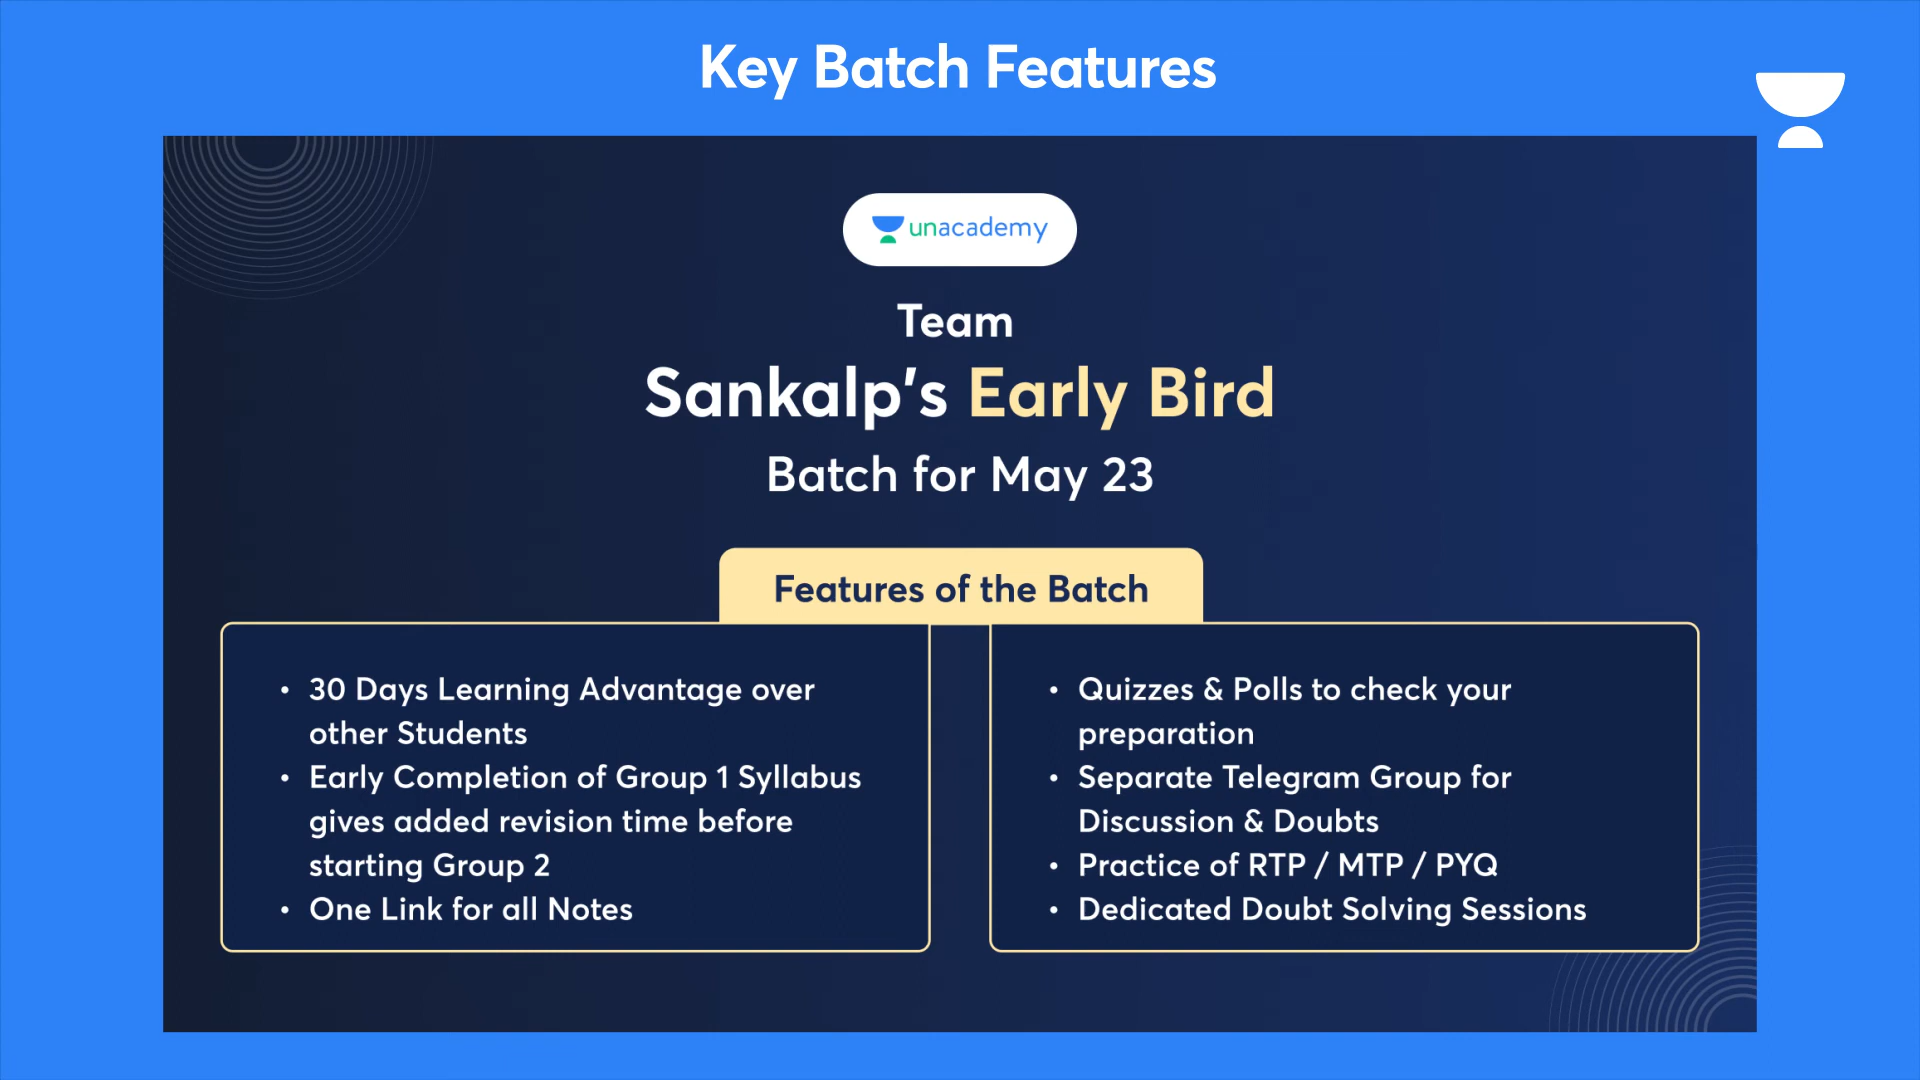 Key Batch Features
unacademy
Team
Sankalp's Early Bird
Batch for May 23
Features of the Batch
• 30 Days Learning Advantage over
other Students
• Early Completion of Group 1 Syllabus
gives added revision time before
starting Group 2
• One Link for all Notes
• Quizzes & Polls to check your
preparation
• Separate Telegram Group for
Discussion & Doubts
• Practice of RTP / MTP / PYQ
• Dedicated Doubt Solving Sessions